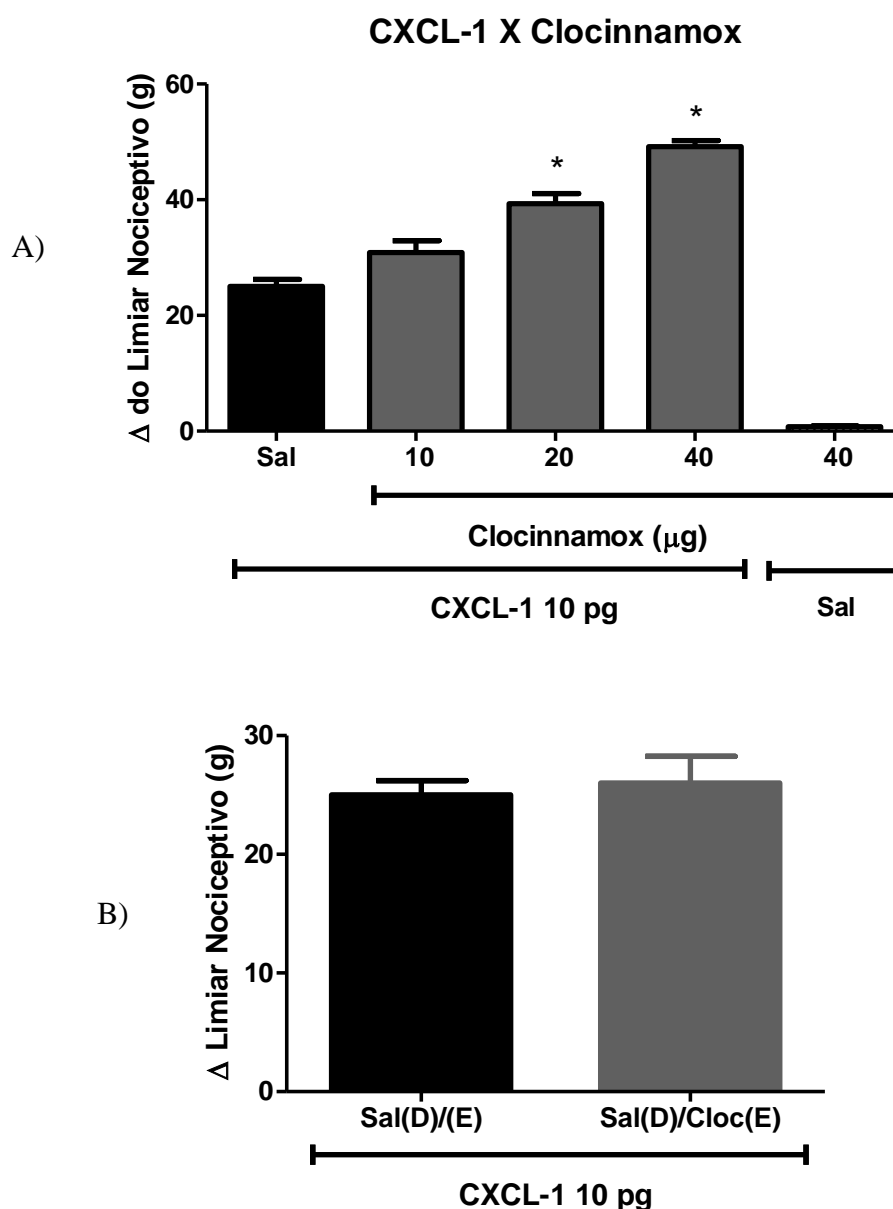 CXCL-1 X Clocinnamox
A)
Δ do Limiar Nociceptivo (g)
60
40
20
0
*
*
Sal 10 20 40 40
Clocinnamox (μg)
CXCL-1 10 pg Sal
B)
Δ Limiar Nociceptivo (g)
30
20
10
0
Sal(D)/(E) Sal(D)/Cloc(E)
CXCL-1 10 pg